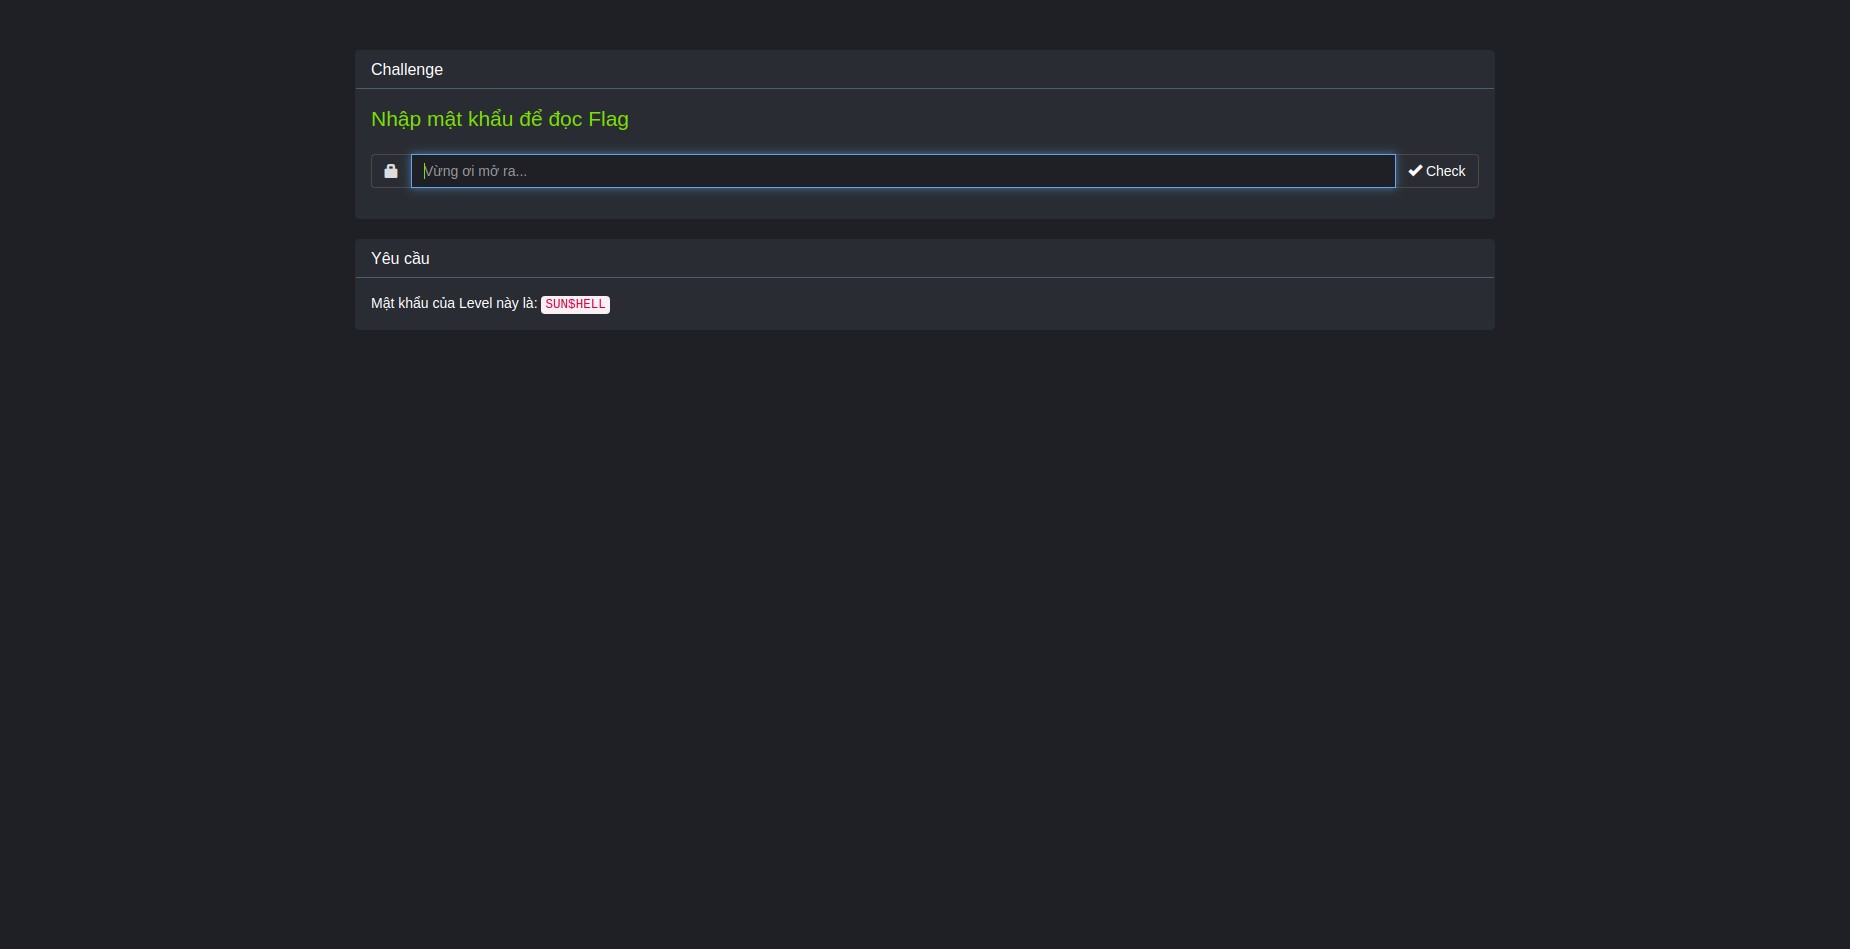 Challenge
Nhập mật khẩu để đọc Flag
Vừng ơi mở ra...
Check
Yêu cầu
Mật khẩu của Level này là: SUN$HELL